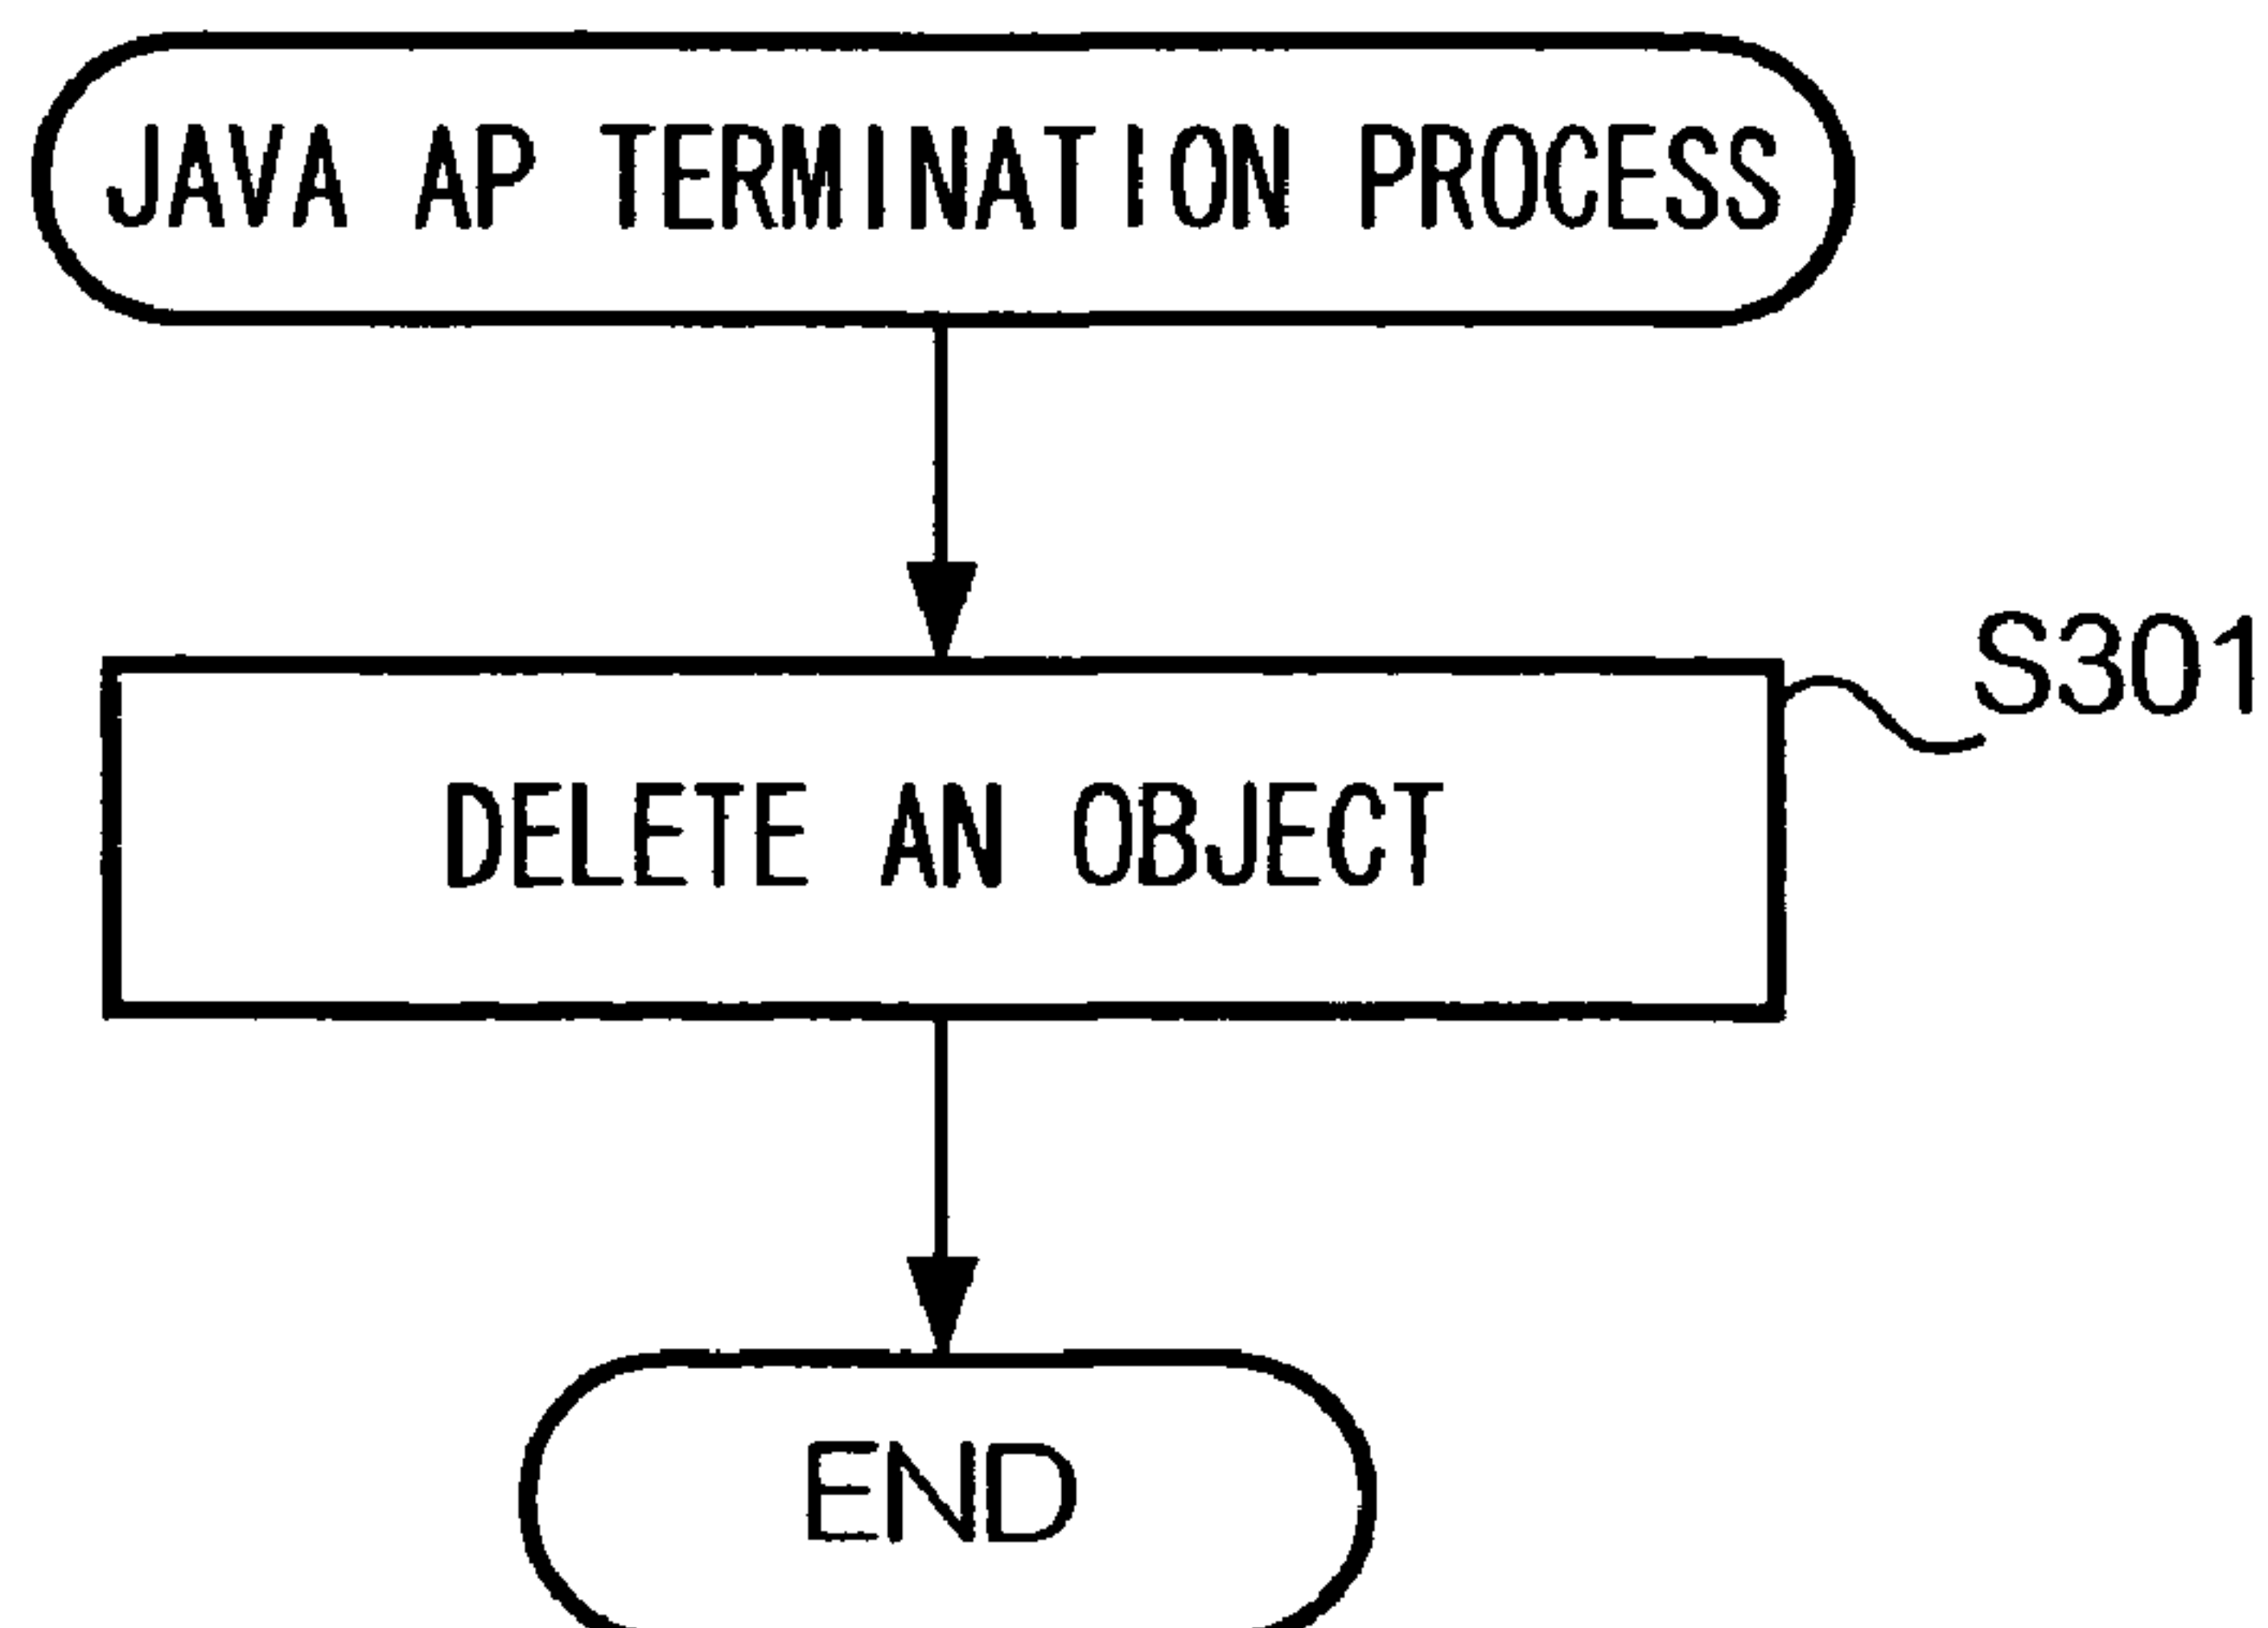 JAVA AP TERMINATION PROCESS
S301
DELETE AN OBJECT
END